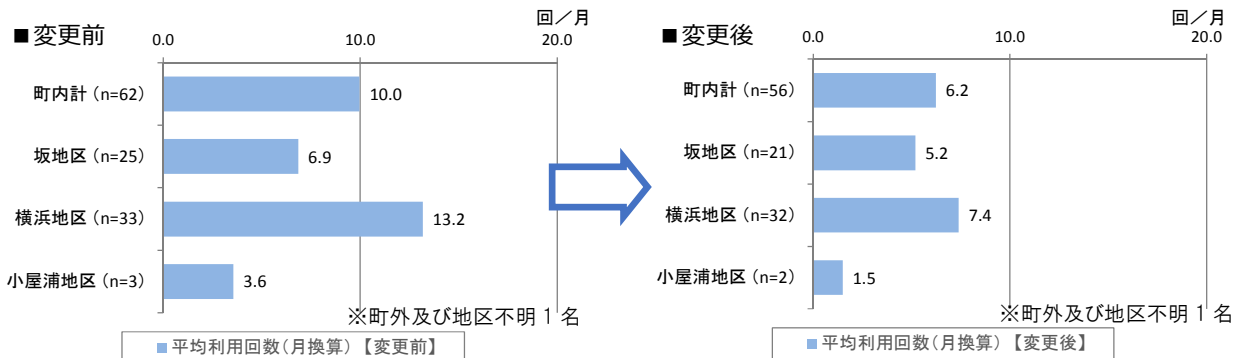 ■変更前
回／月
0.0 10.0 20.0
町内計 (n=62) 10.0
坂地区 (n=25) 6.9
横浜地区 (n=33) 13.2
小屋浦地区 (n=3) 3.6
※町外及び地区不明 1 名
■平均利用回数(月換算)【変更前】
■変更後
回／月
0.0 10.0 20.0
町内計 (n=56) 6.2
坂地区 (n=21) 5.2
横浜地区 (n=32) 7.4
小屋浦地区 (n=2) 1.5
※町外及び地区不明 1 名
■平均利用回数(月換算)【変更後】